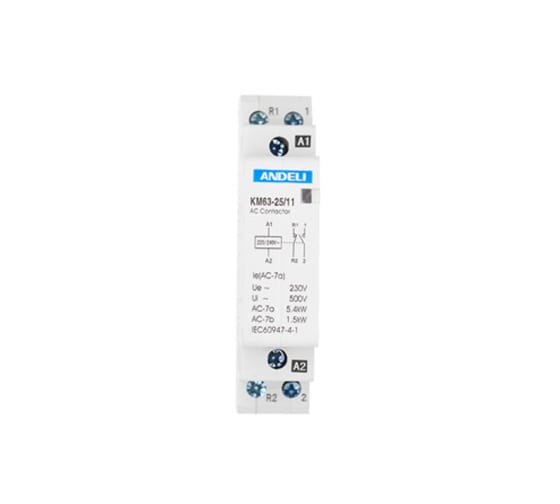 R1 1
A1
ANDELI
KM63-25/11
AC Contactor
A1 R1 1
220/240V~
A2 R2 2
Ie(AC-7a)
Ue ~ 230V
Ui ~ 500V
AC-7a 5.4kW
AC-7b 1.5kW
IEC60947-4-1
A2
R2 2